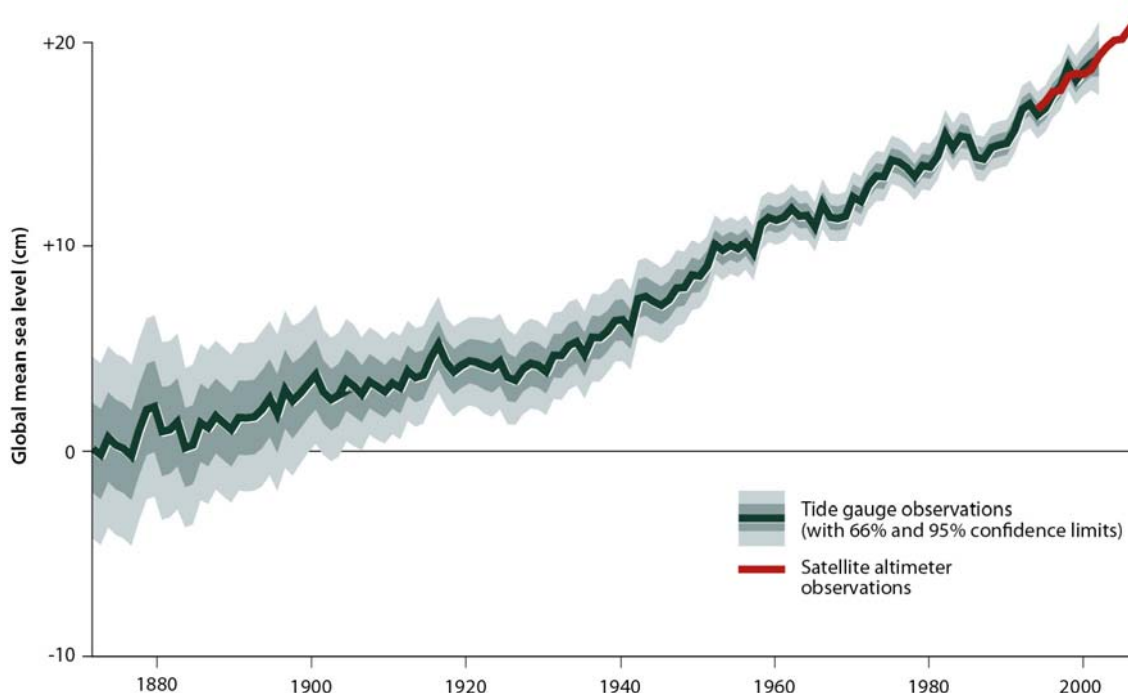 +20
+10
0
-10
Global mean sea level (cm)
Tide gauge observations
(with 66% and 95% confidence limits)
Satellite altimeter
observations
1880
1900
1920
1940
1960
1980
2000